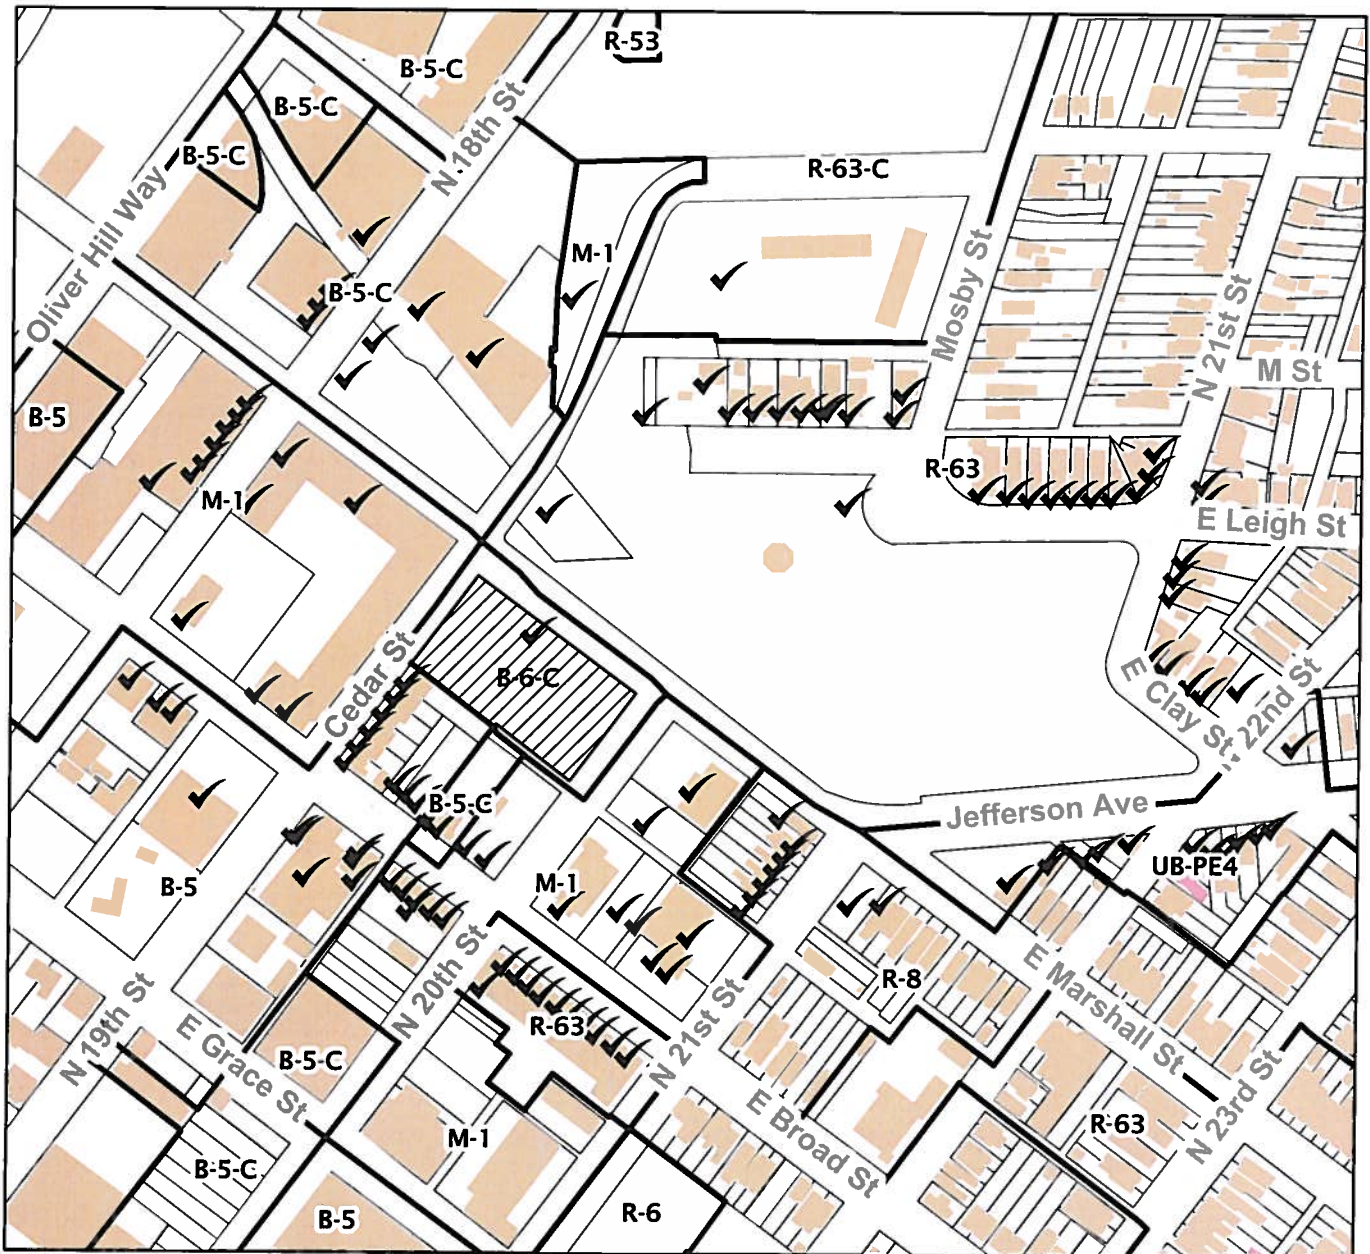 R-53
B-5-C
B-5-C
N 18th St
B-5-C
R-63-C
Oliver Hill Way
M-1
Mosby St
B-5-C
N 21st St
M St
B-5
R-63
M-1
E Leigh St
Cedar St
B-6-C
E Clay St
N 22nd St
B-5-C
Jefferson Ave
UB-PE4
B-5
M-1
R-8
N 20th St
E Marshall St
R-63
N 19th St
E Grace St
B-5-C
N 21st St
E Broad St
R-63
N 23rd St
M-1
B-5-C
B-5
R-6